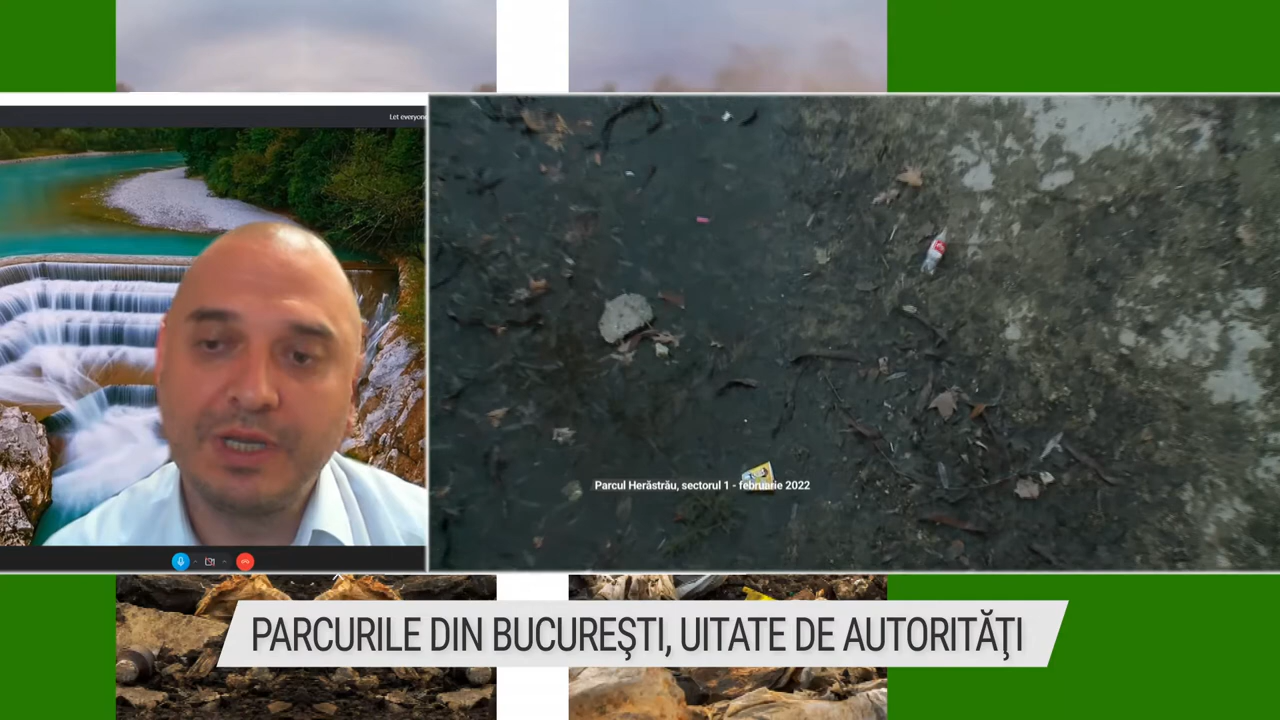 Let everyone
Parcul Herăstrău, sectorul 1 - februarie 2022
PARCURILE DIN BUCUREŞTI, UITATE DE AUTORITĂŢI